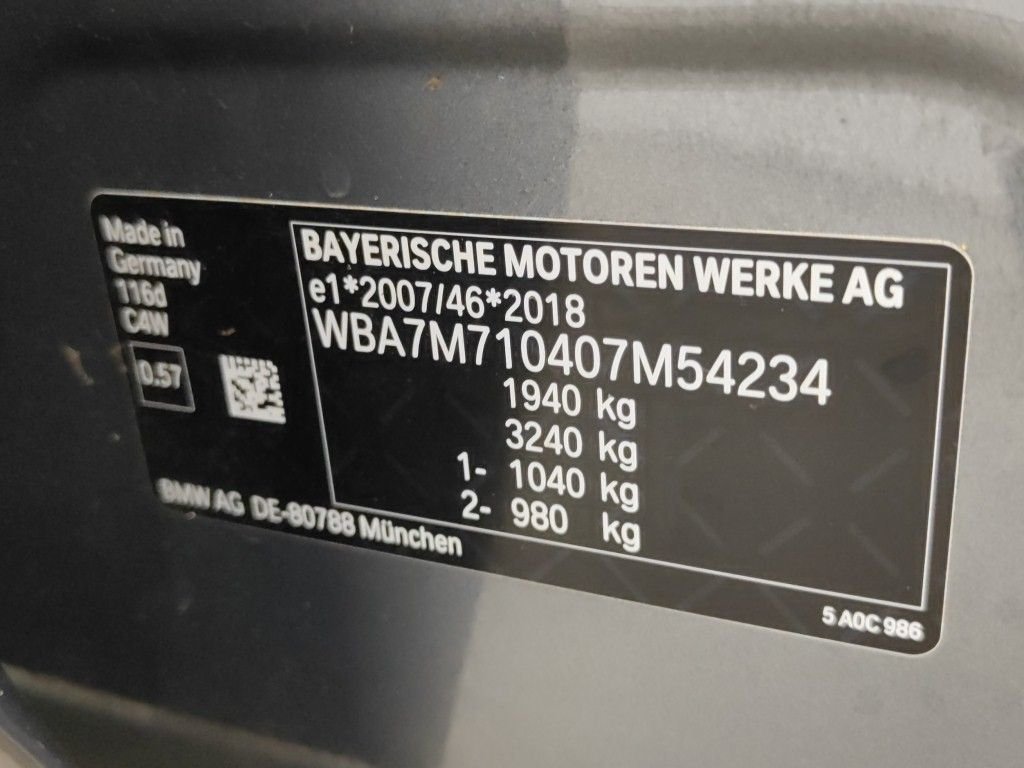 Made in
Germany
116d
C4W
0.57
BAYERISCHE MOTOREN WERKE AG
e1*2007/46*2018
WBA7M710407M54234
1940 kg
3240 kg
1- 1040 kg
2- 980 kg
BMW AG DE-80788 München
5 A0C 986